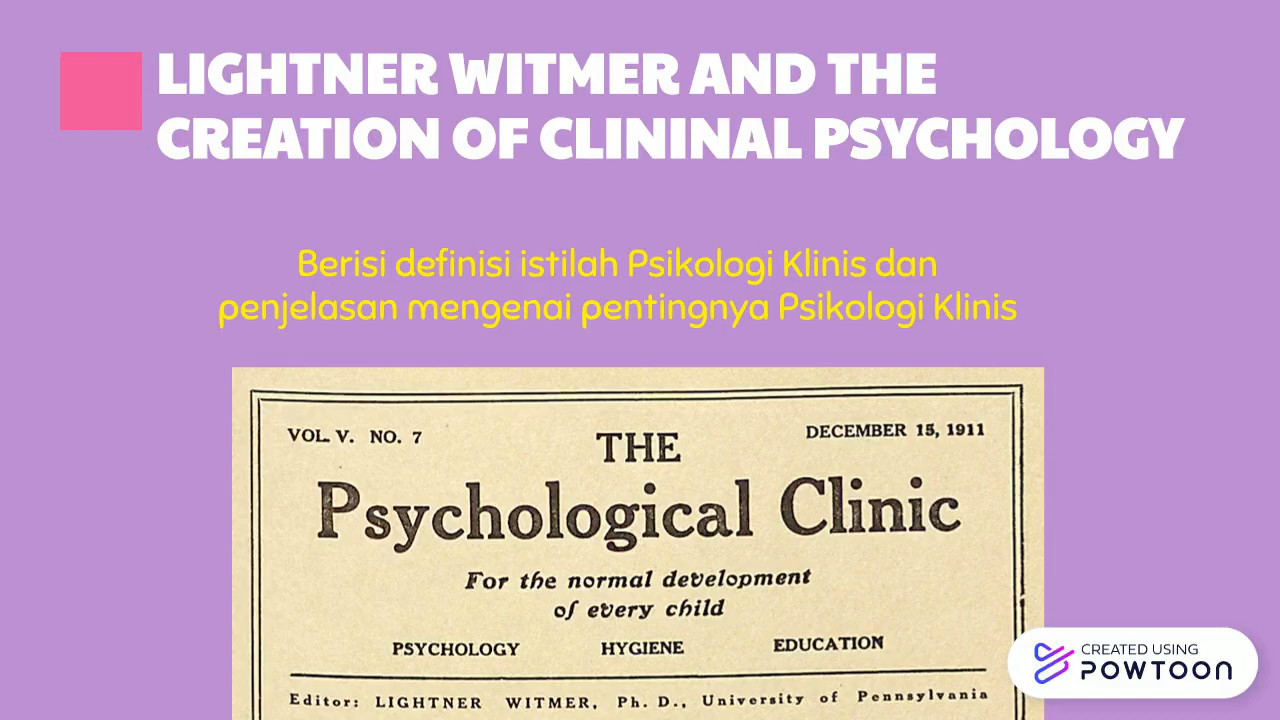 LIGHTNER WITMER AND THE
CREATION OF CLININAL PSYCHOLOGY
Berisi definisi istilah Psikologi Klinis dan
penjelasan mengenai pentingnya Psikologi Klinis
VOL. V. NO. 7
DECEMBER 15, 1911
THE
Psychological Clinic
For the normal development
of every child
PSYCHOLOGY HYGIENE EDUCATION
Editor: LIGHTNER WITMER, Ph. D., University of Pennsylvania
CREATED USING
POWTOON